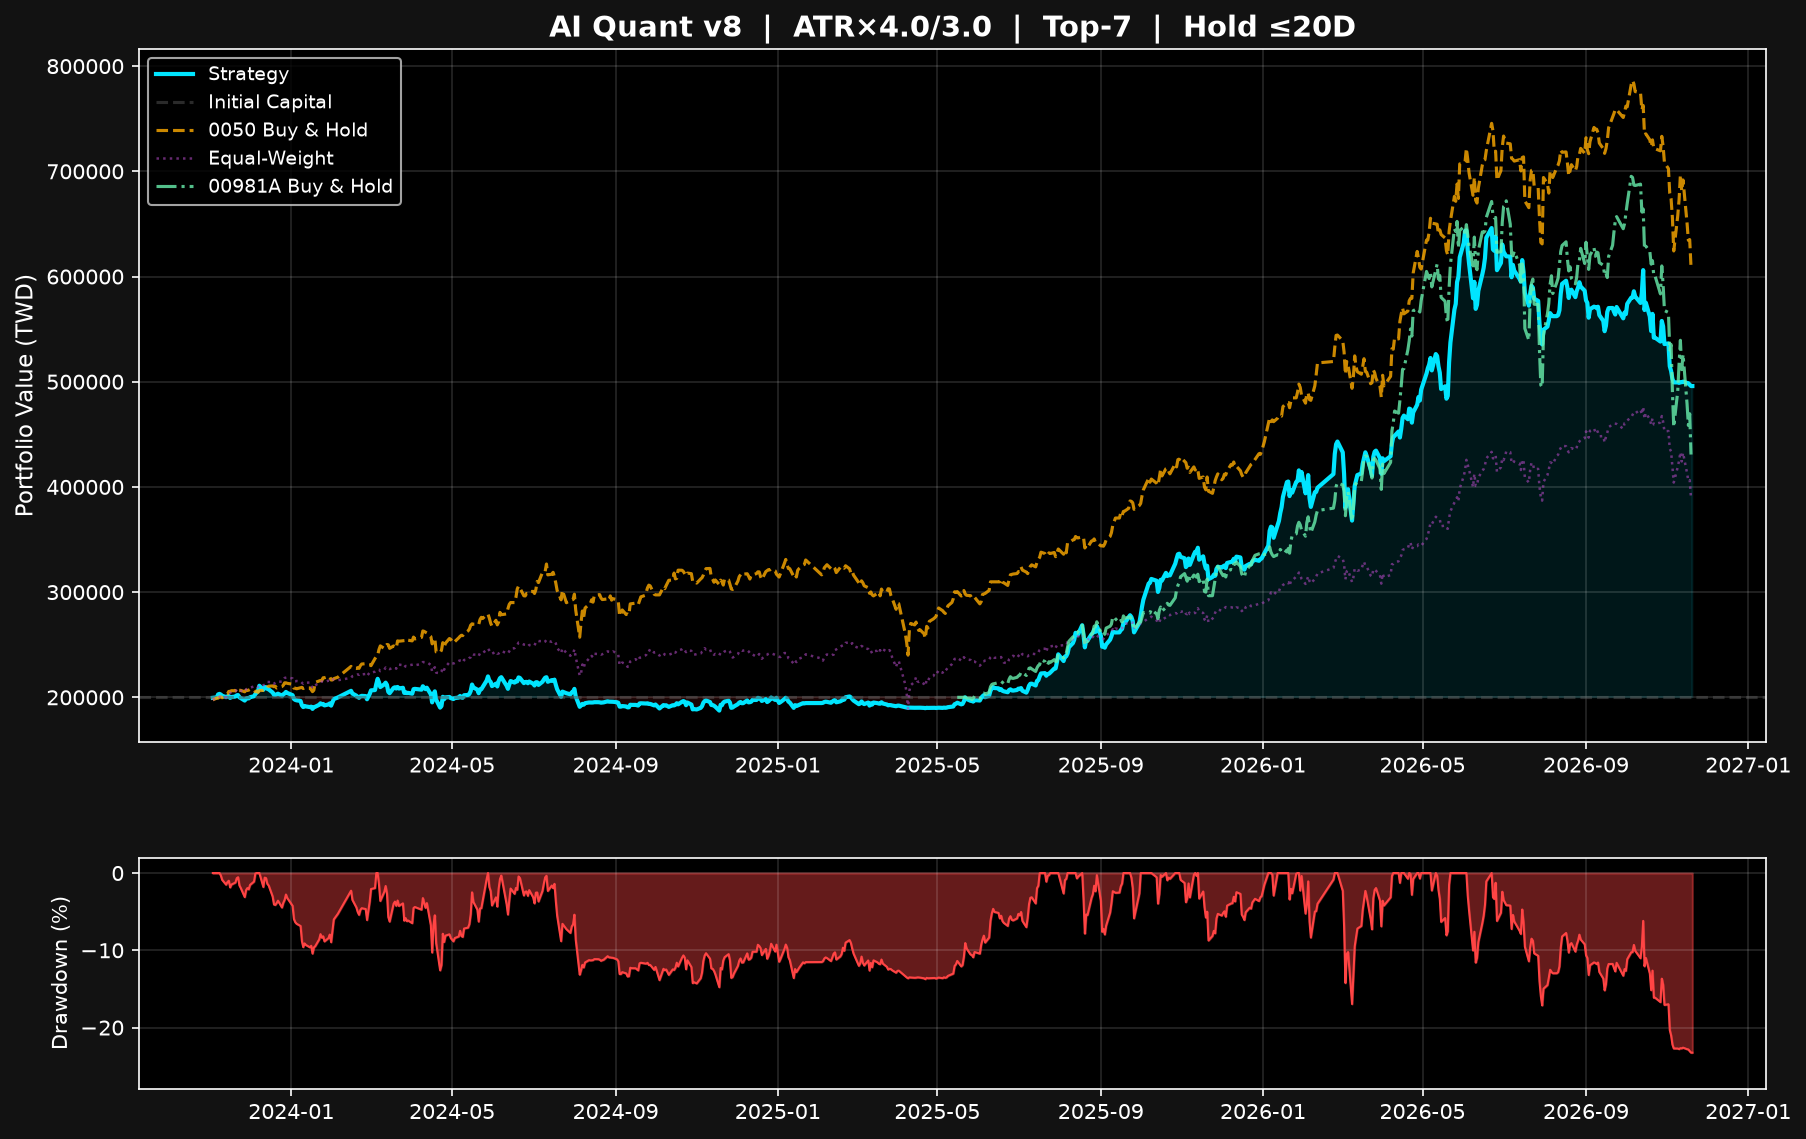 AI Quant v8 | ATR×4.0/3.0 | Top-7 | Hold ≤20D
Strategy
Initial Capital
0050 Buy & Hold
Equal-Weight
00981A Buy & Hold
Portfolio Value (TWD)
800000
700000
600000
500000
400000
300000
200000
2024-01 2024-05 2024-09 2025-01 2025-05 2025-09 2026-01 2026-05 2026-09 2027-01
Drawdown (%)
0
−10
−20
2024-01 2024-05 2024-09 2025-01 2025-05 2025-09 2026-01 2026-05 2026-09 2027-01